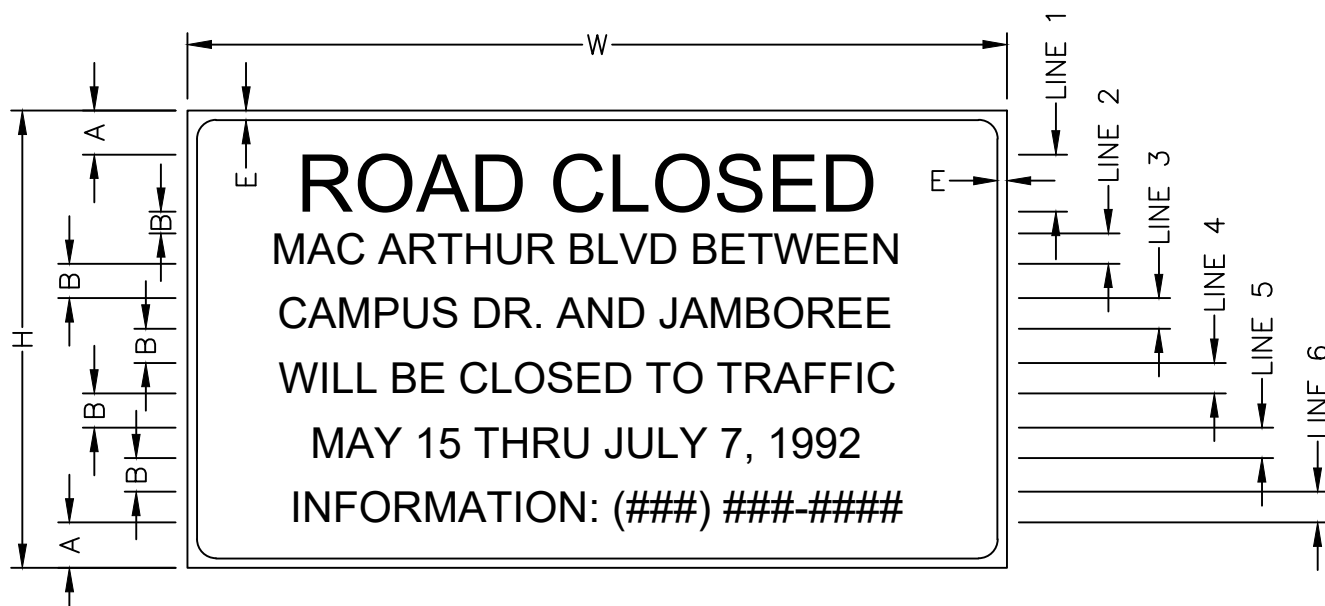 W
LINE 1
LINE 2
LINE 3
LINE 4
LINE 5
LINE 6
A
E
E
ROAD CLOSED
B
MAC ARTHUR BLVD BETWEEN
B
CAMPUS DR. AND JAMBOREE
H
B
WILL BE CLOSED TO TRAFFIC
B
MAY 15 THRU JULY 7, 1992
B
INFORMATION: (###) ###-####
A